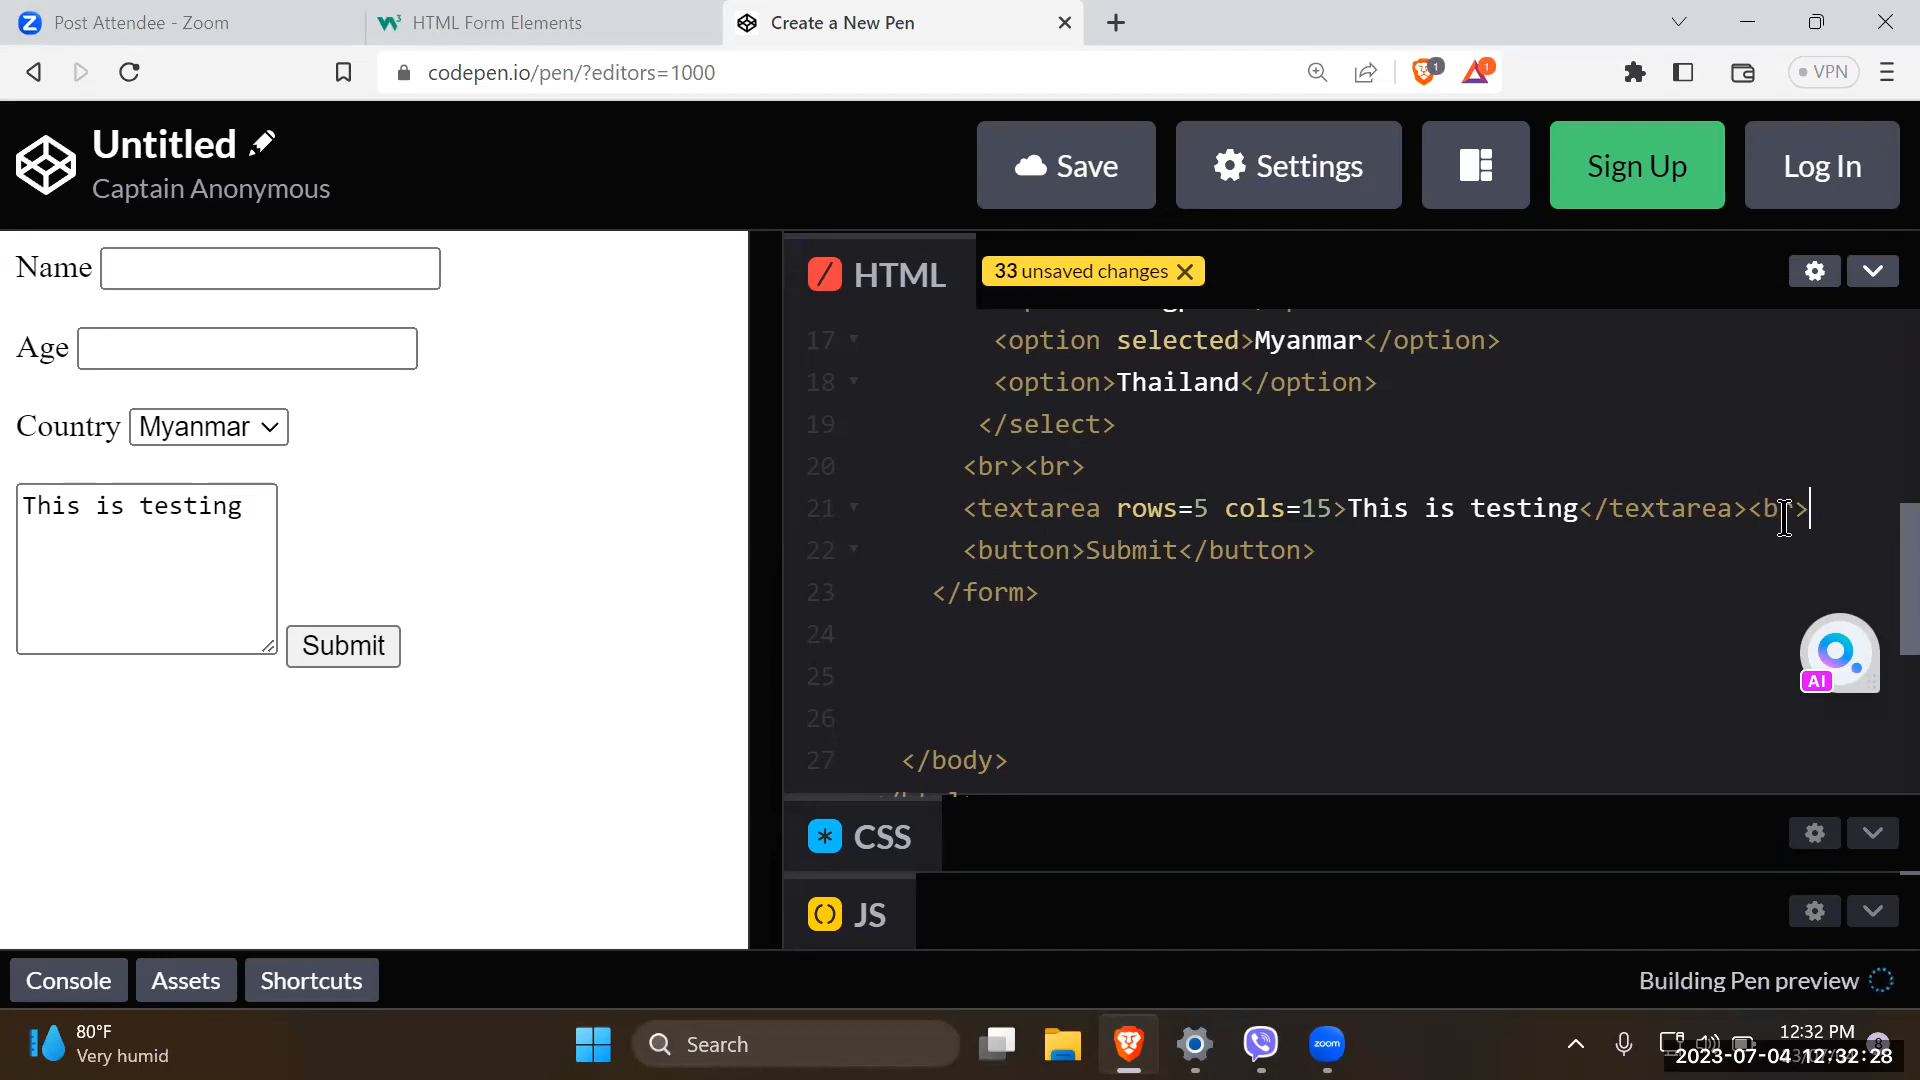 Post Attendee - Zoom
HTML Form Elements
Create a New Pen
codepen.io/pen/?editors=1000
1
1
VPN
Untitled
Captain Anonymous
Save
Settings
Sign Up
Log In
Name
Age
Country Myanmar
This is testing
Submit
HTML
33 unsaved changes
17 <option selected>Myanmar</option>
18 <option>Thailand</option>
19 </select>
20 <br><br>
21 <textarea rows=5 cols=15>This is testing</textarea><br>
22 <button>Submit</button>
23 </form>
24
25
26
27 </body>
AI
CSS
JS
Console
Assets
Shortcuts
Building Pen preview
80°F
Very humid
Search
zoom
12:32 PM
2023-07-04 12:32:28